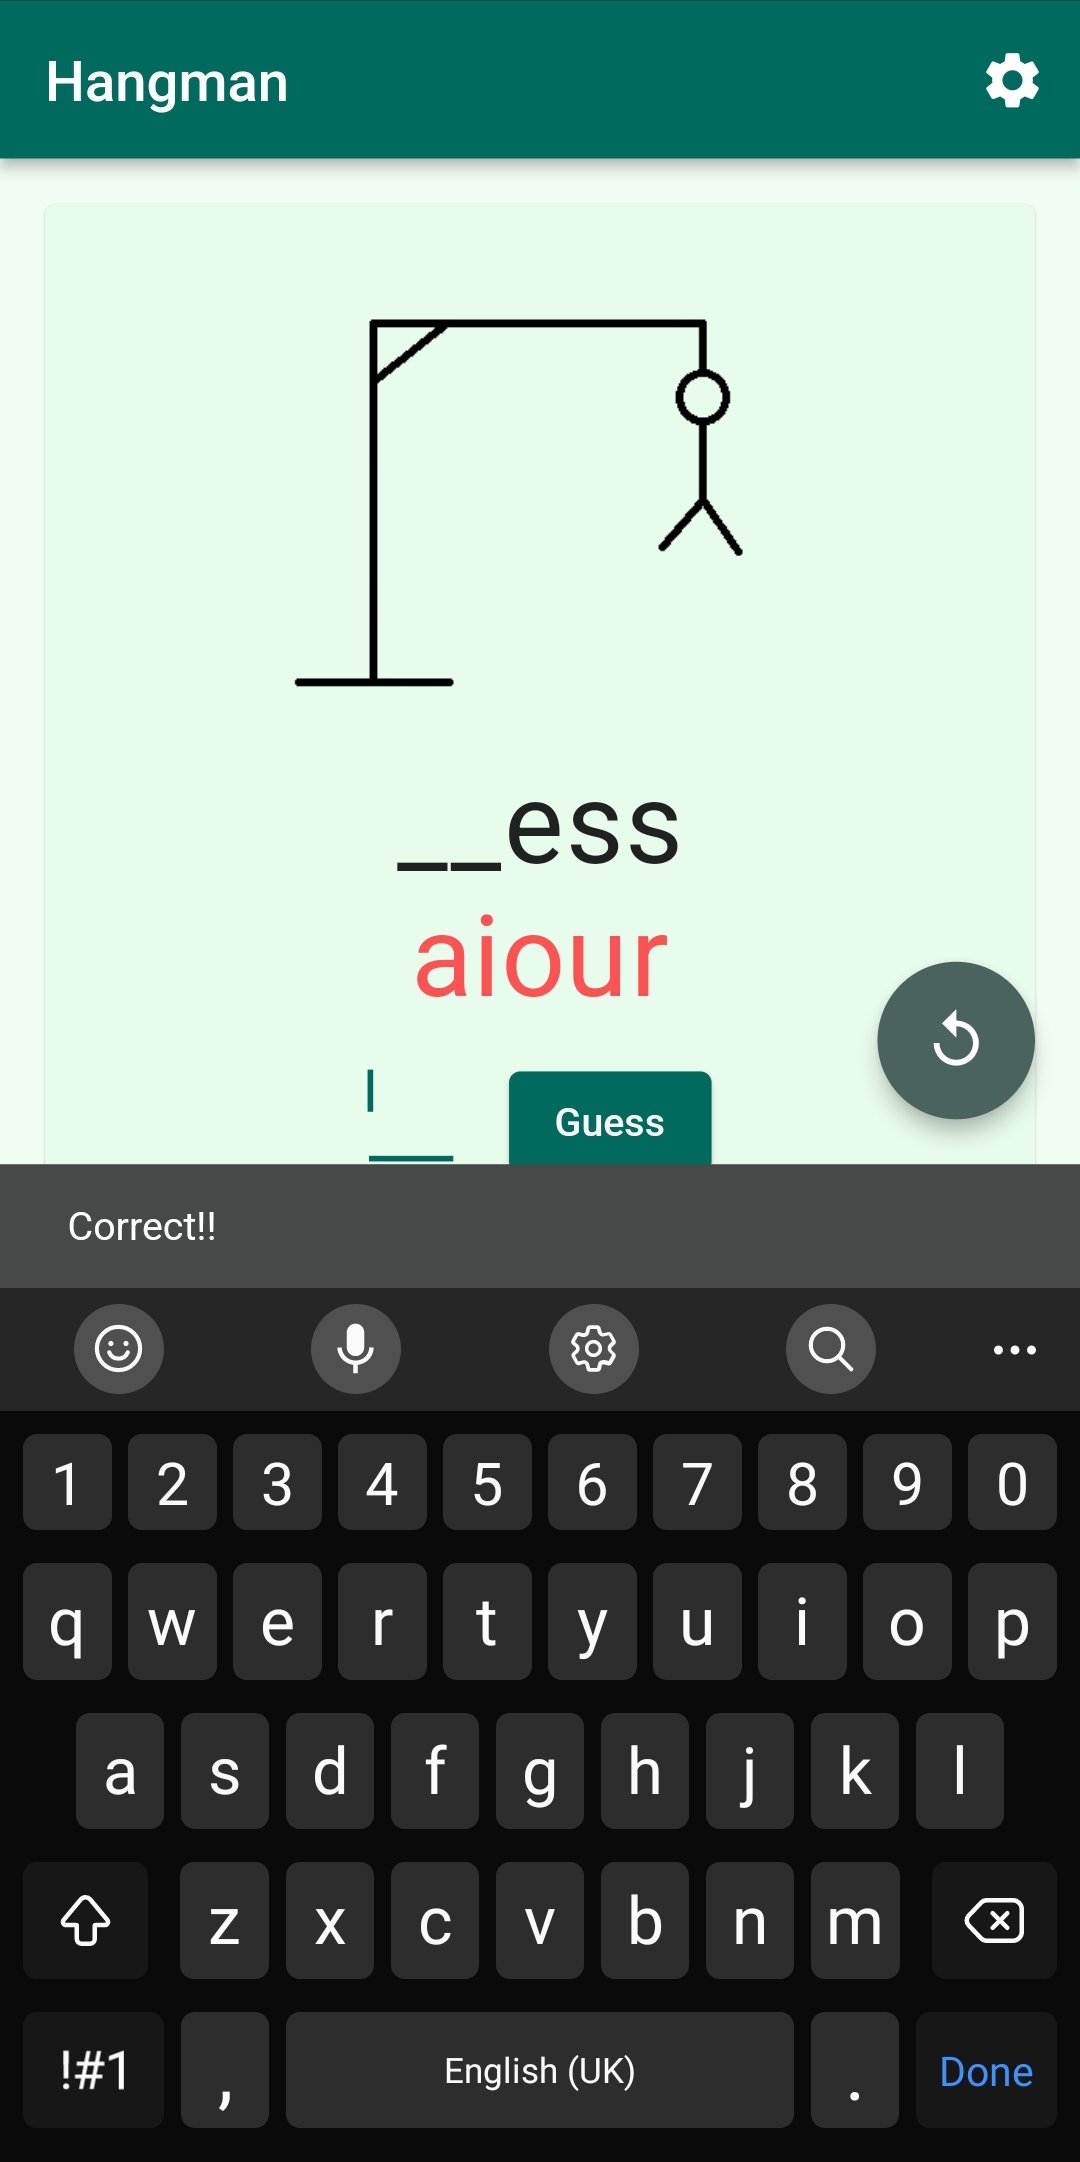 Hangman
__ess
aiour
Guess
Correct!!
1 2 3 4 5 6 7 8 9 0
q w e r t y u i o p
a s d f g h j k l
z x c v b n m
!#1 , English (UK) . Done